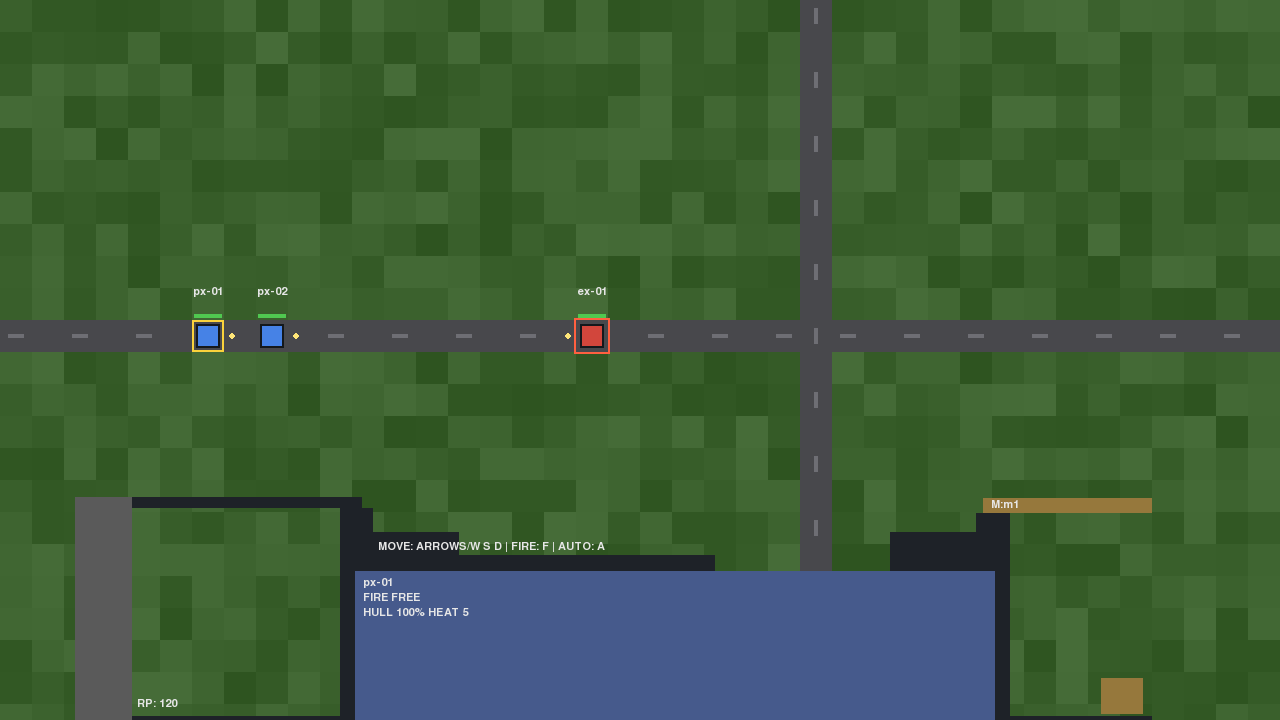 px-01
px-02
ex-01
M:m1
MOVE: ARROWS/W S D | FIRE: F | AUTO: A
px-01
FIRE FREE
HULL 100% HEAT 5
RP: 120